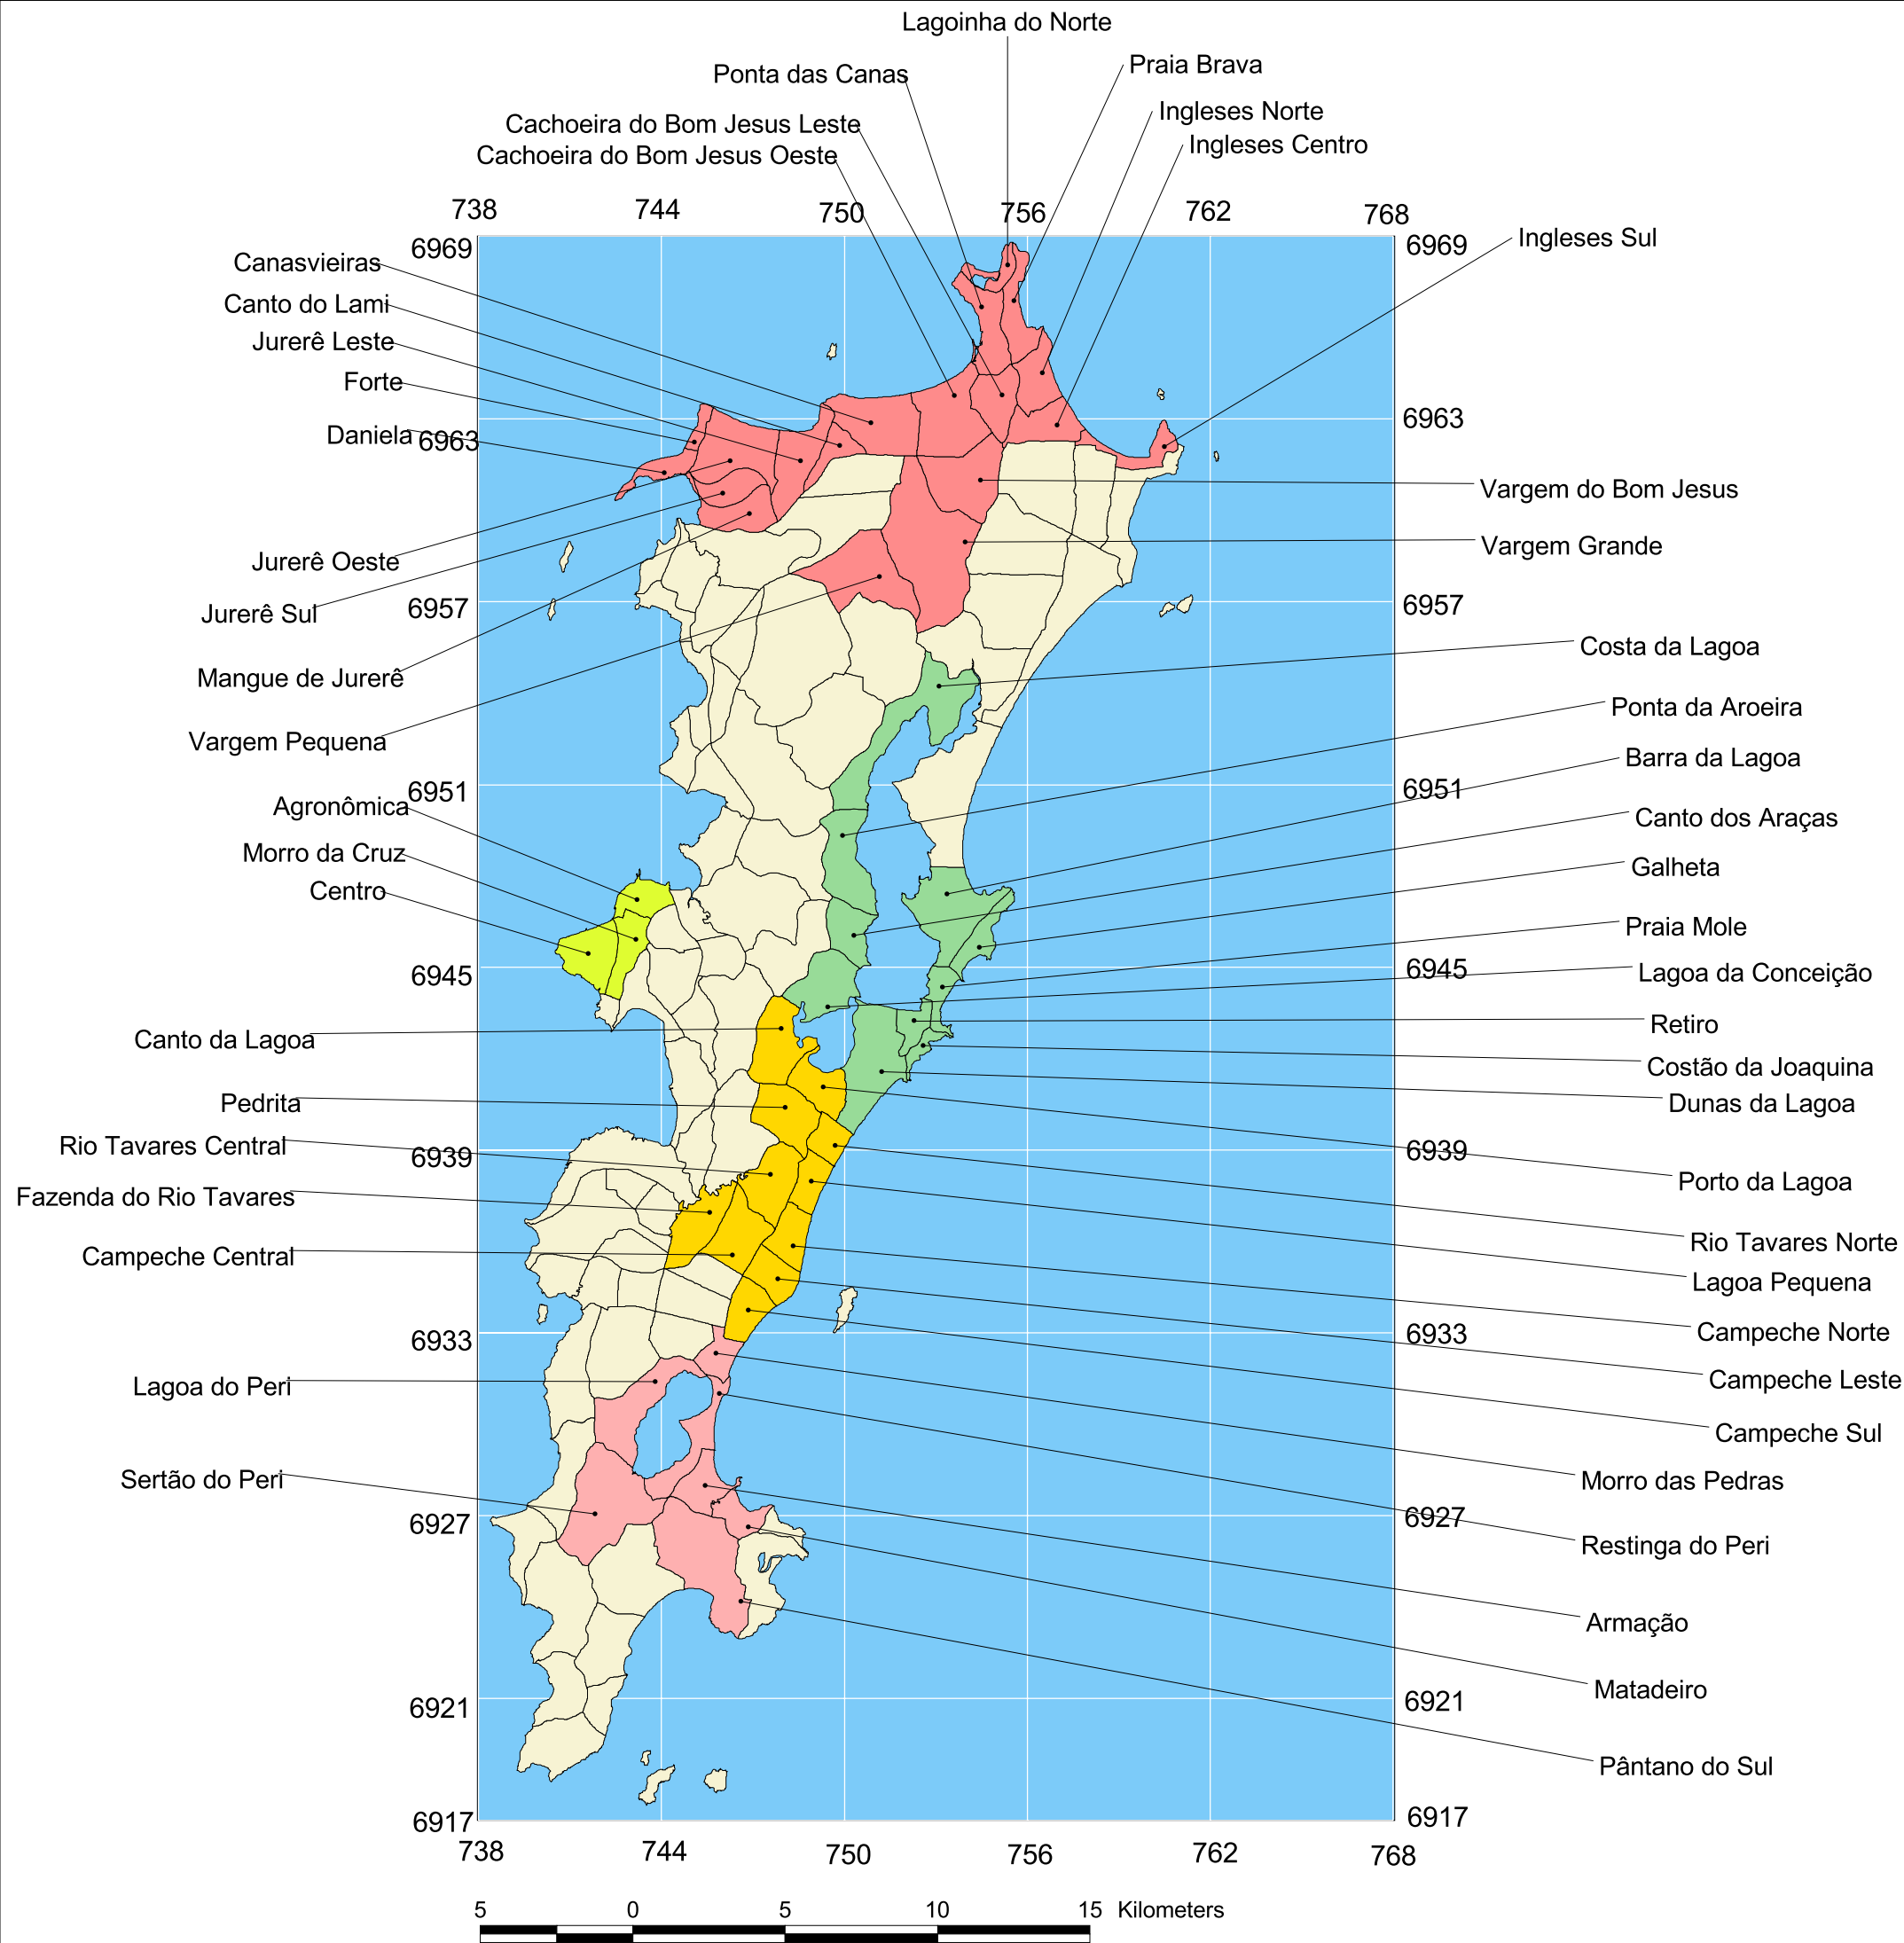 Lagoinha do Norte
Ponta das Canas
Praia Brava
Cachoeira do Bom Jesus Leste
Ingleses Norte
Cachoeira do Bom Jesus Oeste
Ingleses Centro
738 744 750 756 762 768
6969 6969
Ingleses Sul
Canasvieiras
Canto do Lami
Jurerê Leste
Forte
Daniela
6963 6963
Vargem do Bom Jesus
Vargem Grande
Jurerê Oeste
Jurerê Sul
6957 6957
Costa da Lagoa
Mangue de Jurerê
Ponta da Aroeira
Vargem Pequena
Barra da Lagoa
6951 6951
Agronômica
Canto dos Araças
Morro da Cruz
Galheta
Centro
Praia Mole
6945 6945
Lagoa da Conceição
Retiro
Canto da Lagoa
Costão da Joaquina
Pedrita
Dunas da Lagoa
Rio Tavares Central
6939 6939
Porto da Lagoa
Fazenda do Rio Tavares
Rio Tavares Norte
Campeche Central
Lagoa Pequena
6933 6933
Campeche Norte
Lagoa do Peri
Campeche Leste
Campeche Sul
Sertão do Peri
Morro das Pedras
6927 6927
Restinga do Peri
Armação
Matadeiro
6921 6921
Pântano do Sul
6917 6917
738 744 750 756 762 768
5 0 5 10 15 Kilometers